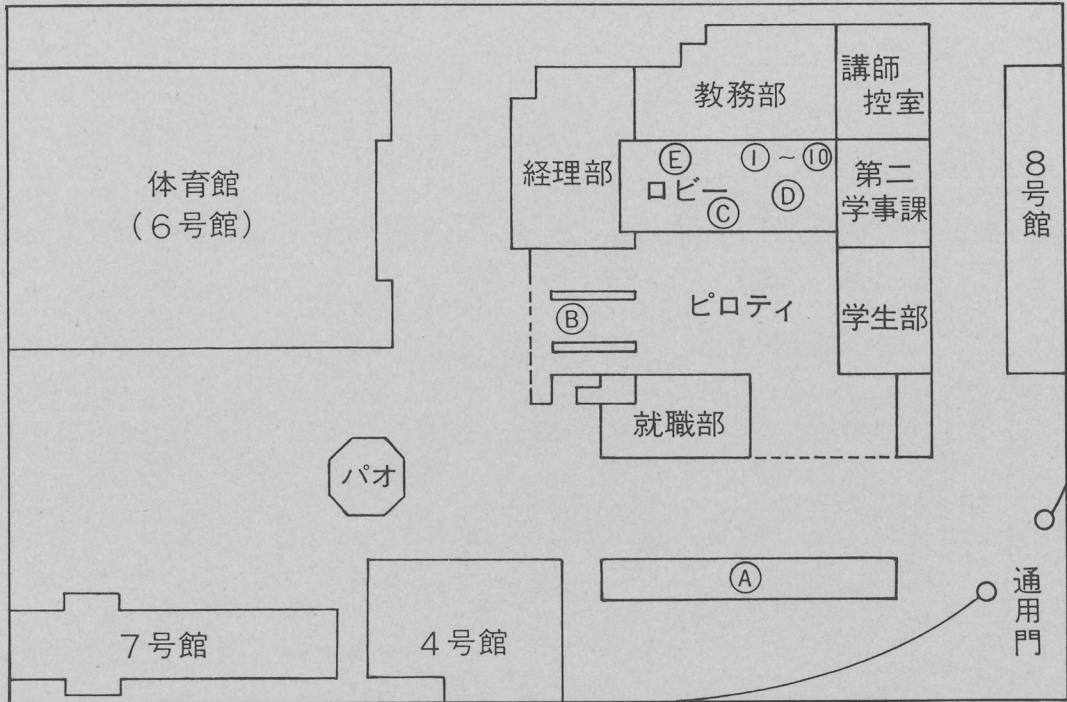 教務部
講師
控室
体育館
(6号館)
経理部
Ⓔ
①～⑩
ロビー
Ⓒ
Ⓓ
第二
学事課
8号館
Ⓑ
ピロティ
学生部
就職部
パオ
Ⓐ
通用門
7号館
4号館